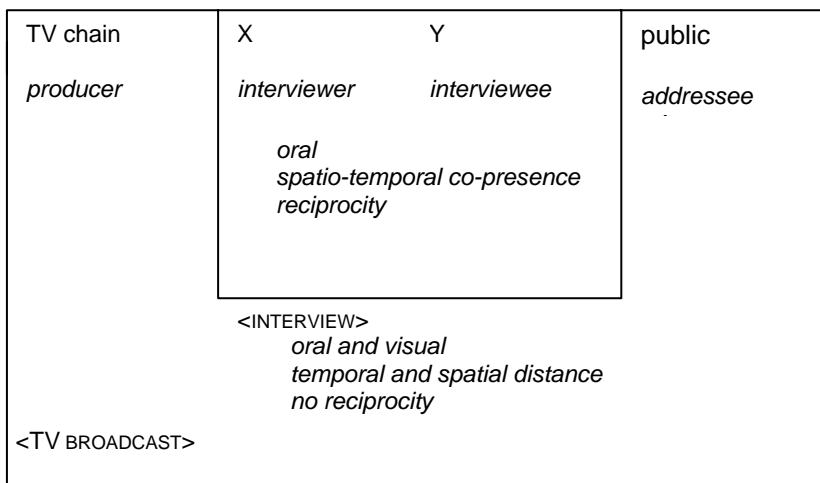 TV chain X Y public
producer interviewer interviewee addressee
oral
spatio-temporal co-presence
reciprocity
<INTERVIEW>
oral and visual
temporal and spatial distance
no reciprocity
<TV BROADCAST>